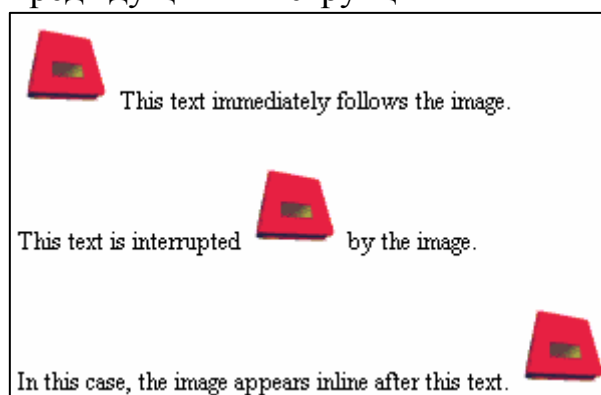 This text immediately follows the image.
This text is interrupted by the image.
In this case, the image appears inline after this text.